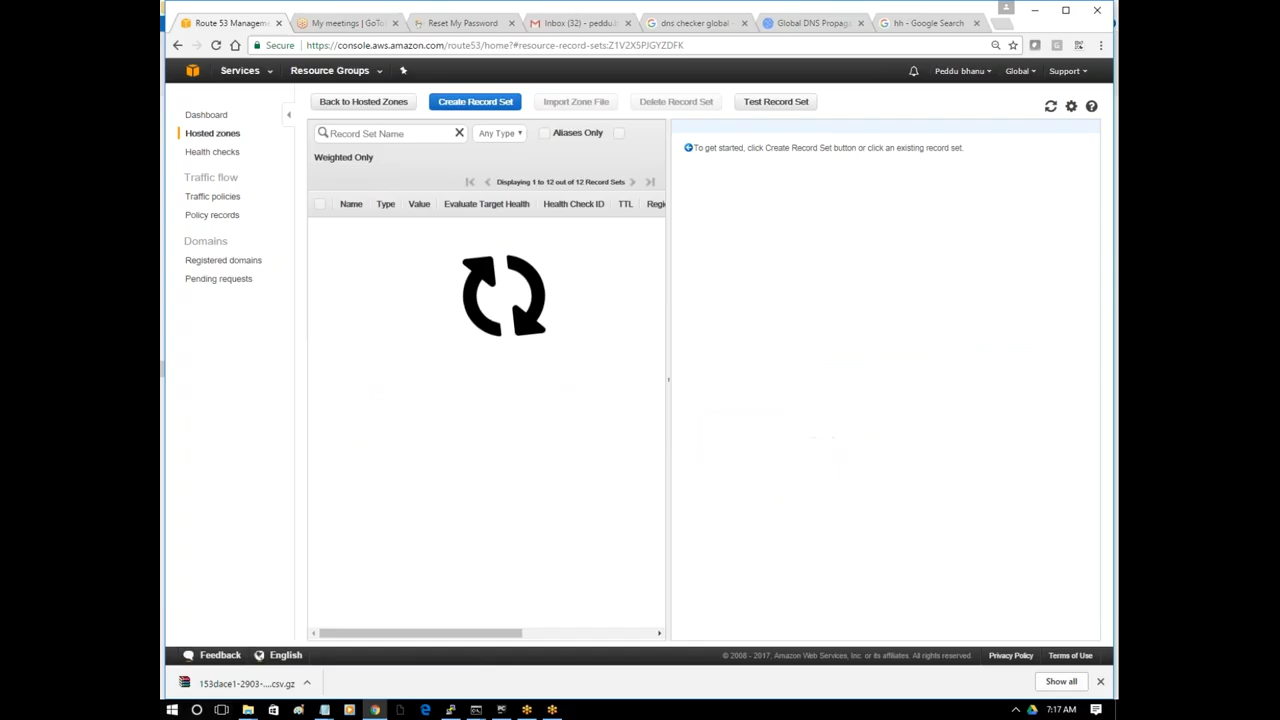 Route 53 Manageme
My meetings | GoTo
Reset My Password
Inbox (32) - peddult
dns checker global -
Global DNS Propaga
hh - Google Search
Secure
https://console.aws.amazon.com/route53/home?#resource-record-sets:Z1V2X5PJGYZDFK
Services
Resource Groups
Peddu bhanu
Global
Support
Dashboard
Hosted zones
Health checks
Traffic flow
Traffic policies
Policy records
Domains
Registered domains
Pending requests
Back to Hosted Zones
Create Record Set
Import Zone File
Delete Record Set
Test Record Set
Record Set Name
Any Type
Aliases Only
Weighted Only
Displaying 1 to 12 out of 12 Record Sets
Name Type Value Evaluate Target Health Health Check ID TTL Regi
To get started, click Create Record Set button or click an existing record set.
Feedback
English
© 2008 - 2017, Amazon Web Services, Inc. or its affiliates. All rights reserved.
Privacy Policy
Terms of Use
153dace1-2903-....csv.gz
Show all
7:17 AM